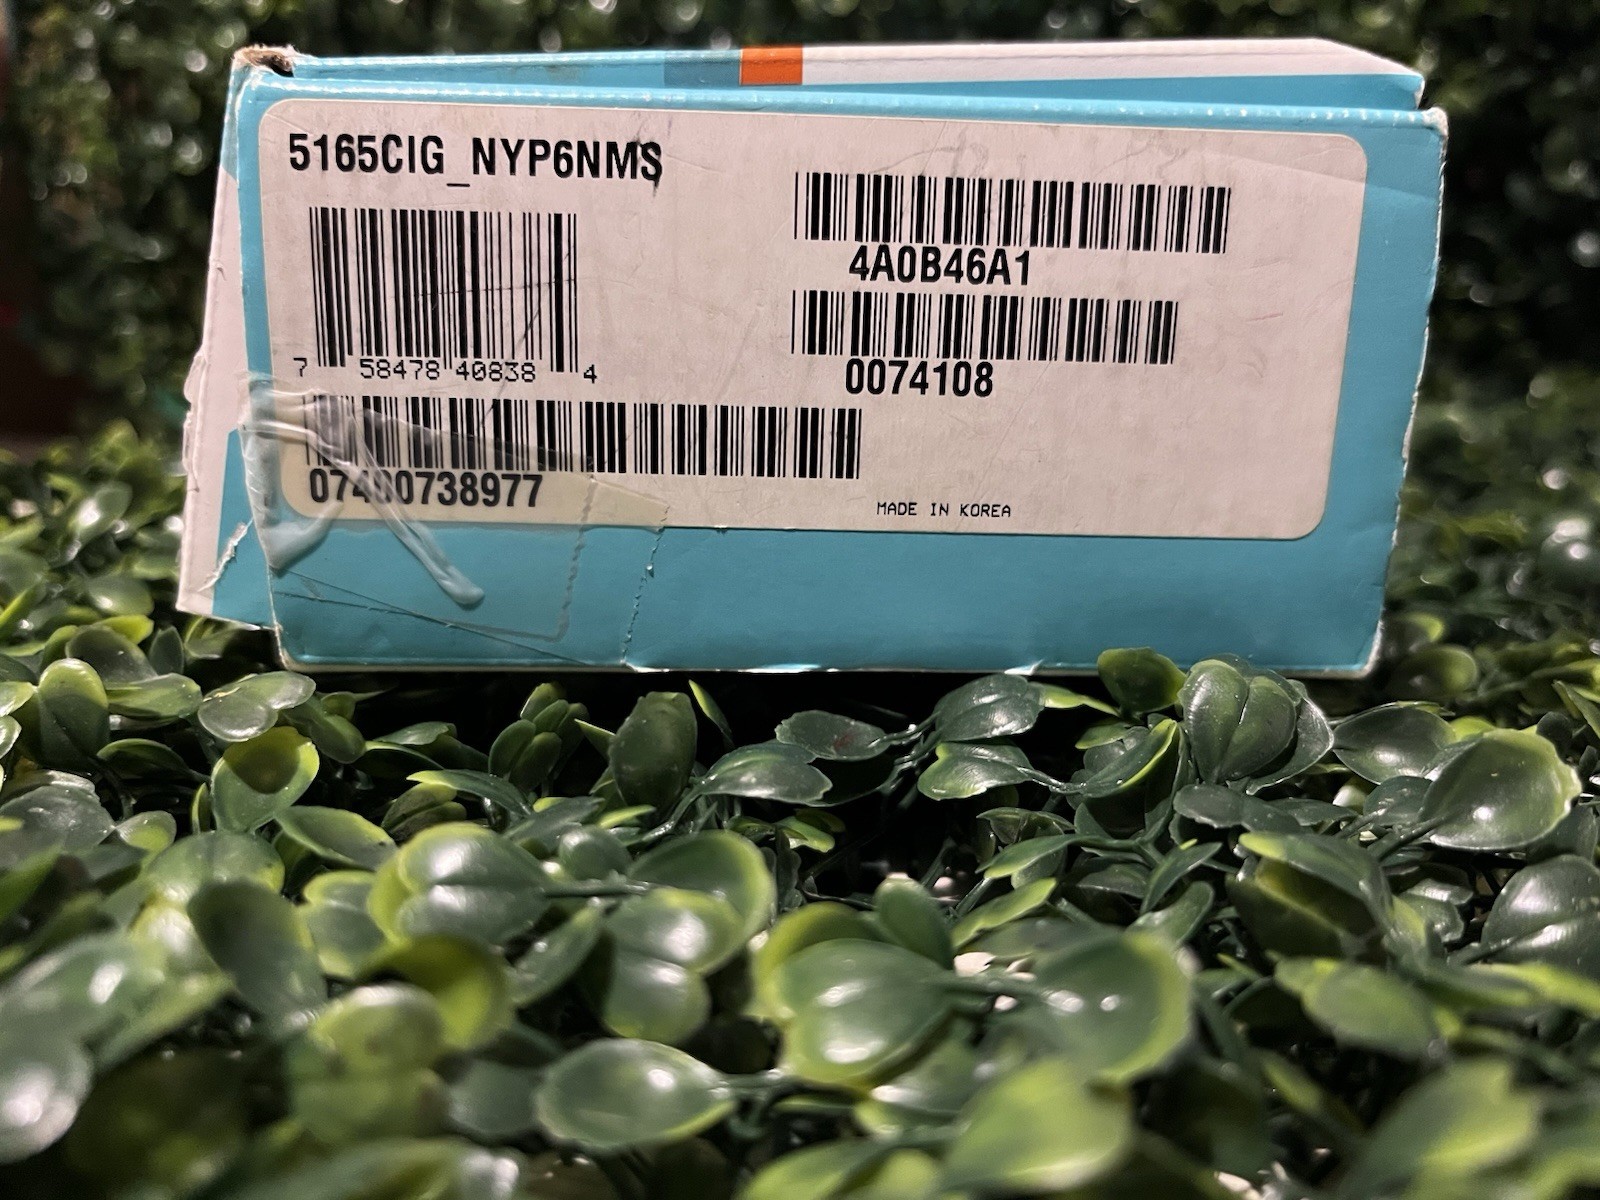 5165CIG_NYP6NMS
4A0B46A1
7 58478 40838 4
0074108
07400738977
MADE IN KOREA